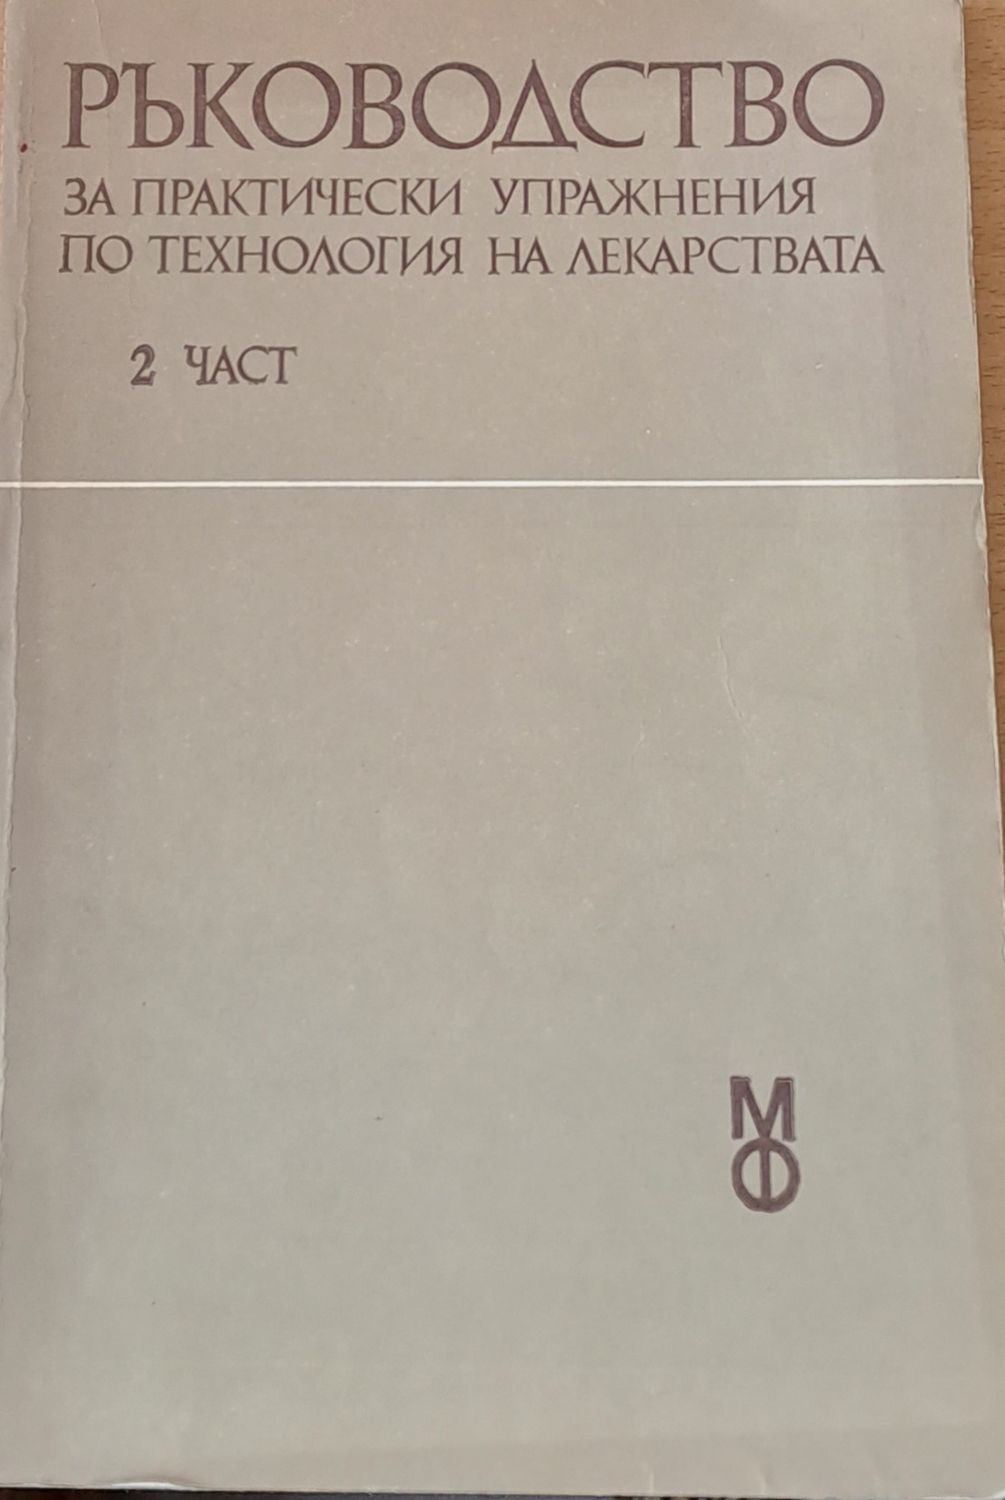 РЪКОВОДСТВО
ЗА ПРАКТИЧЕСКИ УПРАЖНЕНИЯ
ПО ТЕХНОЛОГИЯ НА ЛЕКАРСТВАТА
2 ЧАСТ
М
Ф